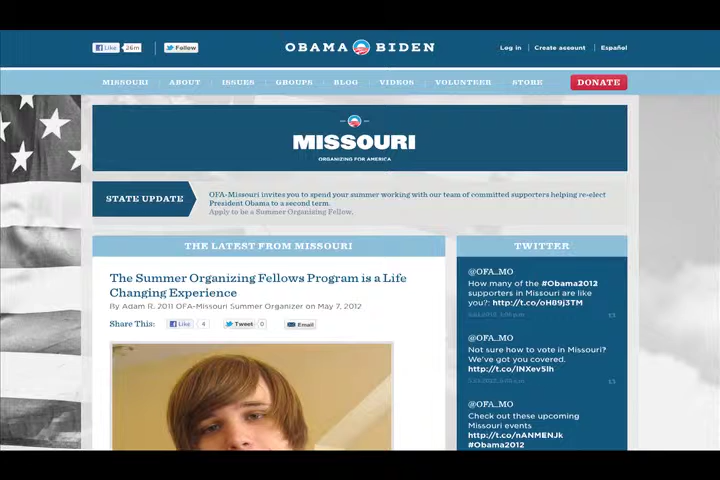 Like 26m Follow OBAMA BIDEN Log in Create account Español
MISSOURI ABOUT ISSUES GROUPS BLOG VIDEOS VOLUNTEER STORE DONATE
MISSOURI
ORGANIZING FOR AMERICA
STATE UPDATE
OFA-Missouri invites you to spend your summer working with our team of committed supporters helping re-elect
President Obama to a second term.
Apply to be a Summer Organizing Fellow.
THE LATEST FROM MISSOURI
The Summer Organizing Fellows Program is a Life
Changing Experience
By Adam R. 2011 OFA-Missouri Summer Organizer on May 7, 2012
Share This: Like 4 Tweet 0 Email
TWITTER
@OFA_MO
How many of the #Obama2012
supporters in Missouri are like
you?: http://t.co/oH89j3TM
@OFA_MO
Not sure how to vote in Missouri?
We've got you covered.
http://t.co/lNXev5lh
@OFA_MO
Check out these upcoming
Missouri events
http://t.co/nANMENJk
#Obama2012